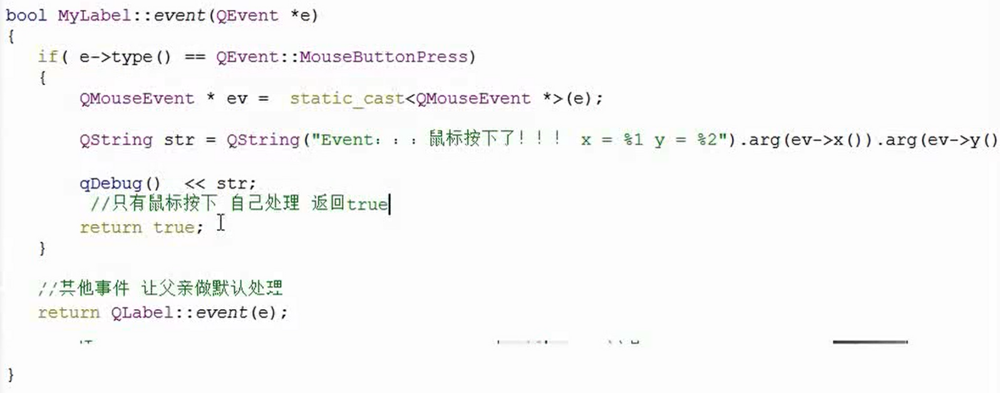 bool MyLabel::event(QEvent *e)
{
if( e->type() == QEvent::MouseButtonPress)
{
QMouseEvent * ev =  static_cast<QMouseEvent *>(e);
QString str = QString("Event：：：鼠标按下了！！！ x = %1 y = %2").arg(ev->x()).arg(ev->y()
qDebug()  << str;
//只有鼠标按下 自己处理 返回true
return true;
}
//其他事件 让父亲做默认处理
return QLabel::event(e);
}